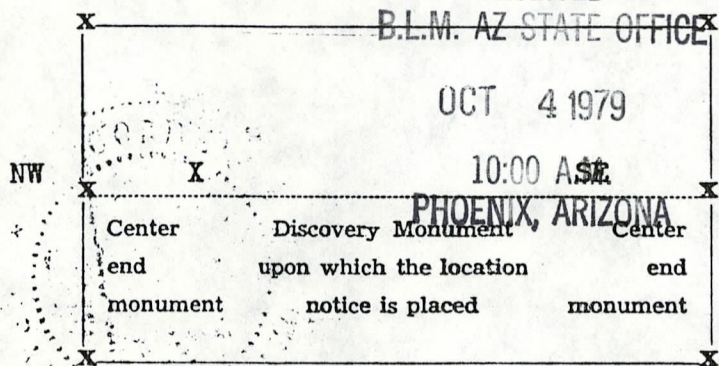 X X
B.L.M. AZ STATE OFFICE
OCT 4 1979
NW X 10:00 A.M. SE
X X
PHOENIX, ARIZONA
Center Discovery Monument Center
end upon which the location end
monument notice is placed monument
X X